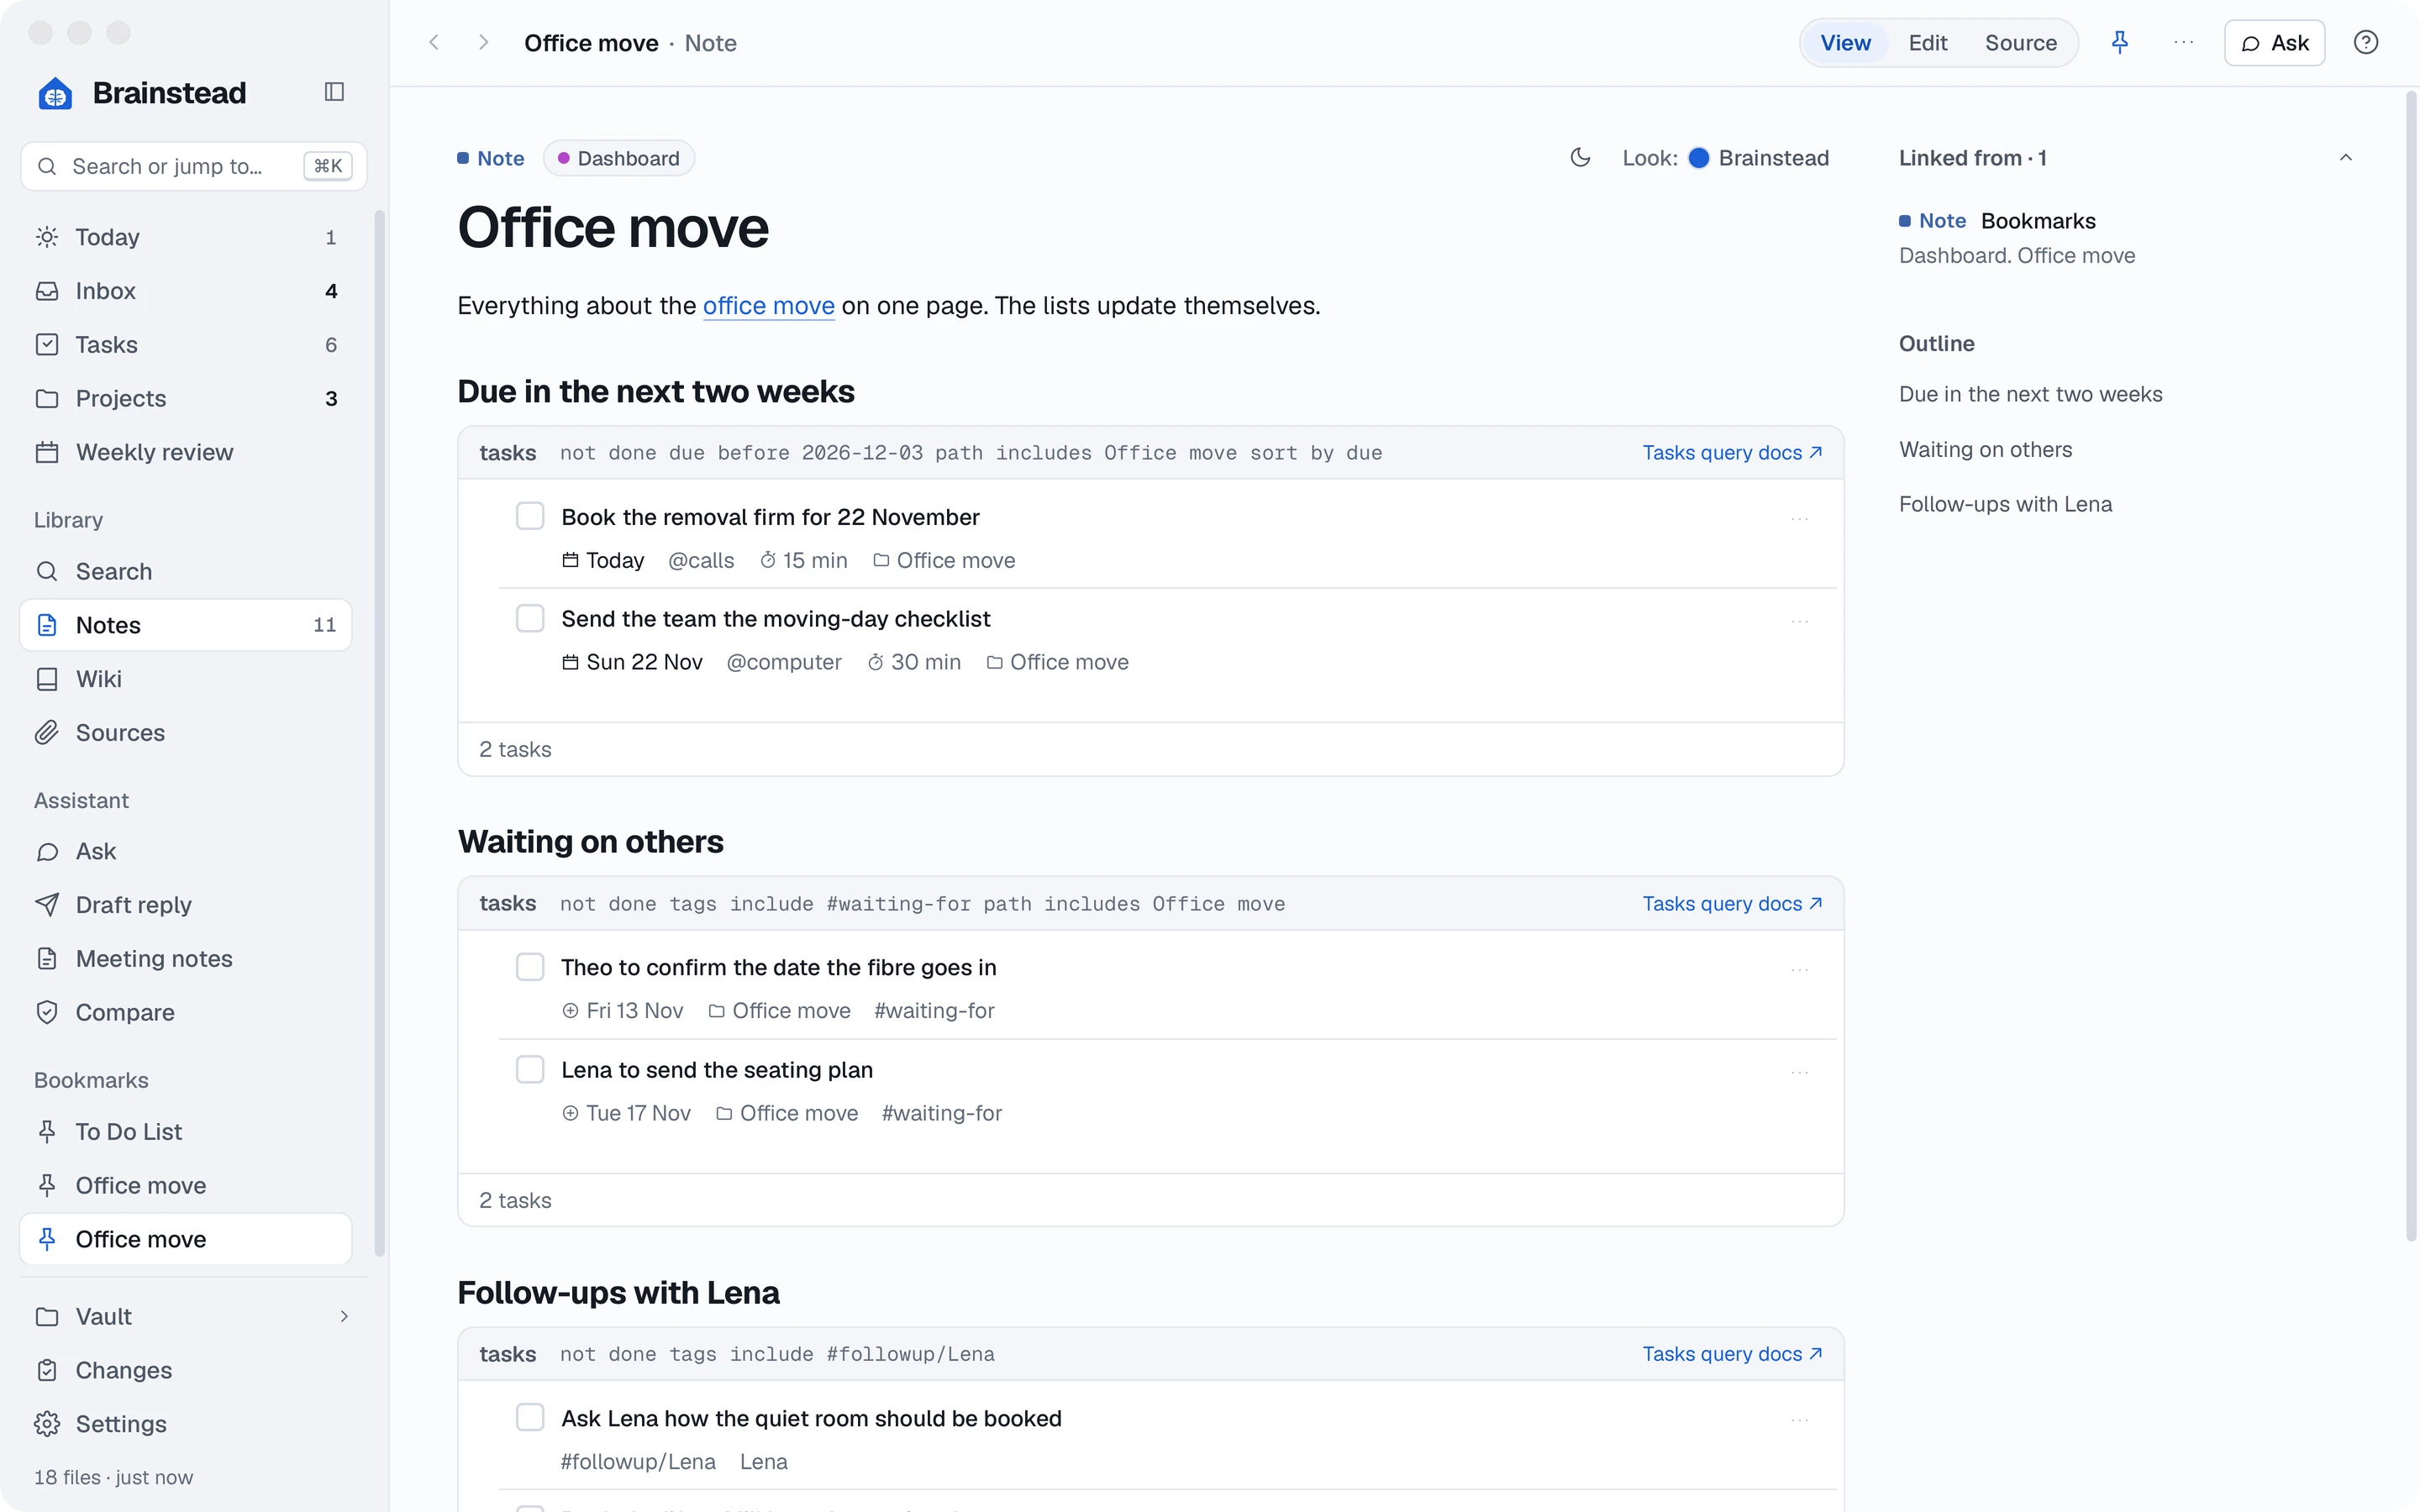 Brainstead
Search or jump to... ⌘K
Today 1
Inbox 4
Tasks 6
Projects 3
Weekly review
Library
Search
Notes 11
Wiki
Sources
Assistant
Ask
Draft reply
Meeting notes
Compare
Bookmarks
To Do List
Office move
Office move
Vault
Changes
Settings
18 files · just now
Office move · Note
View Edit Source
Ask
Note Dashboard
Look: Brainstead
Office move
Everything about the office move on one page. The lists update themselves.
Due in the next two weeks
tasks not done due before 2026-12-03 path includes Office move sort by due Tasks query docs
Book the removal firm for 22 November
Today @calls 15 min Office move
Send the team the moving-day checklist
Sun 22 Nov @computer 30 min Office move
2 tasks
Waiting on others
tasks not done tags include #waiting-for path includes Office move Tasks query docs
Theo to confirm the date the fibre goes in
Fri 13 Nov Office move #waiting-for
Lena to send the seating plan
Tue 17 Nov Office move #waiting-for
2 tasks
Follow-ups with Lena
tasks not done tags include #followup/Lena Tasks query docs
Ask Lena how the quiet room should be booked
#followup/Lena Lena
Linked from · 1
Note Bookmarks
Dashboard. Office move
Outline
Due in the next two weeks
Waiting on others
Follow-ups with Lena